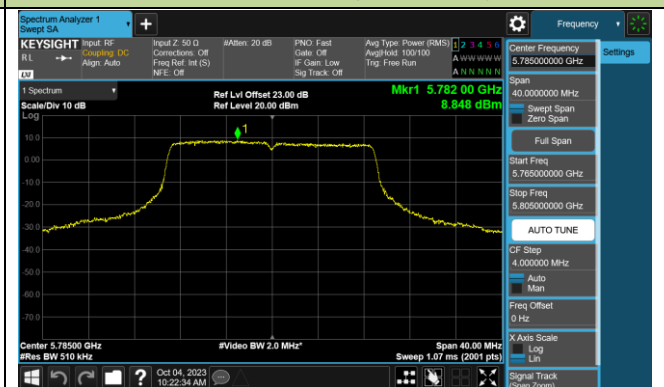 Spectrum Analyzer 1
Swept SA
Frequency
KEYSIGHT
RL
LXI
Input: RF
Coupling: DC
Align: Auto
Input Z: 50 Ω
Corrections: Off
Freq Ref: Int (S)
NFE: Off
#Atten: 20 dB
PNO: Fast
Gate: Off
IF Gain: Low
Sig Track: Off
Avg Type: Power (RMS)
Avg|Hold: 100/100
Trig: Free Run
1 2 3 4 5 6
A W W W W W
A N N N N N
Settings
Center Frequency
5.785000000 GHz
Span
40.0000000 MHz
Swept Span
Zero Span
Full Span
Start Freq
5.765000000 GHz
Stop Freq
5.805000000 GHz
AUTO TUNE
CF Step
4.000000 MHz
Auto
Man
Freq Offset
0 Hz
X Axis Scale
Log
Lin
Signal Track
(Span Zoom)
1 Spectrum
Scale/Div 10 dB
Log
Ref Lvl Offset 23.00 dB
Ref Level 20.00 dBm
Mkr1 5.782 00 GHz
8.848 dBm
1
10.0
0.00
-10.0
-20.0
-30.0
-40.0
-50.0
-60.0
-70.0
Center 5.78500 GHz
#Res BW 510 kHz
#Video BW 2.0 MHz*
Span 40.00 MHz
Sweep 1.07 ms (2001 pts)
?
Oct 04, 2023
10:22:34 AM